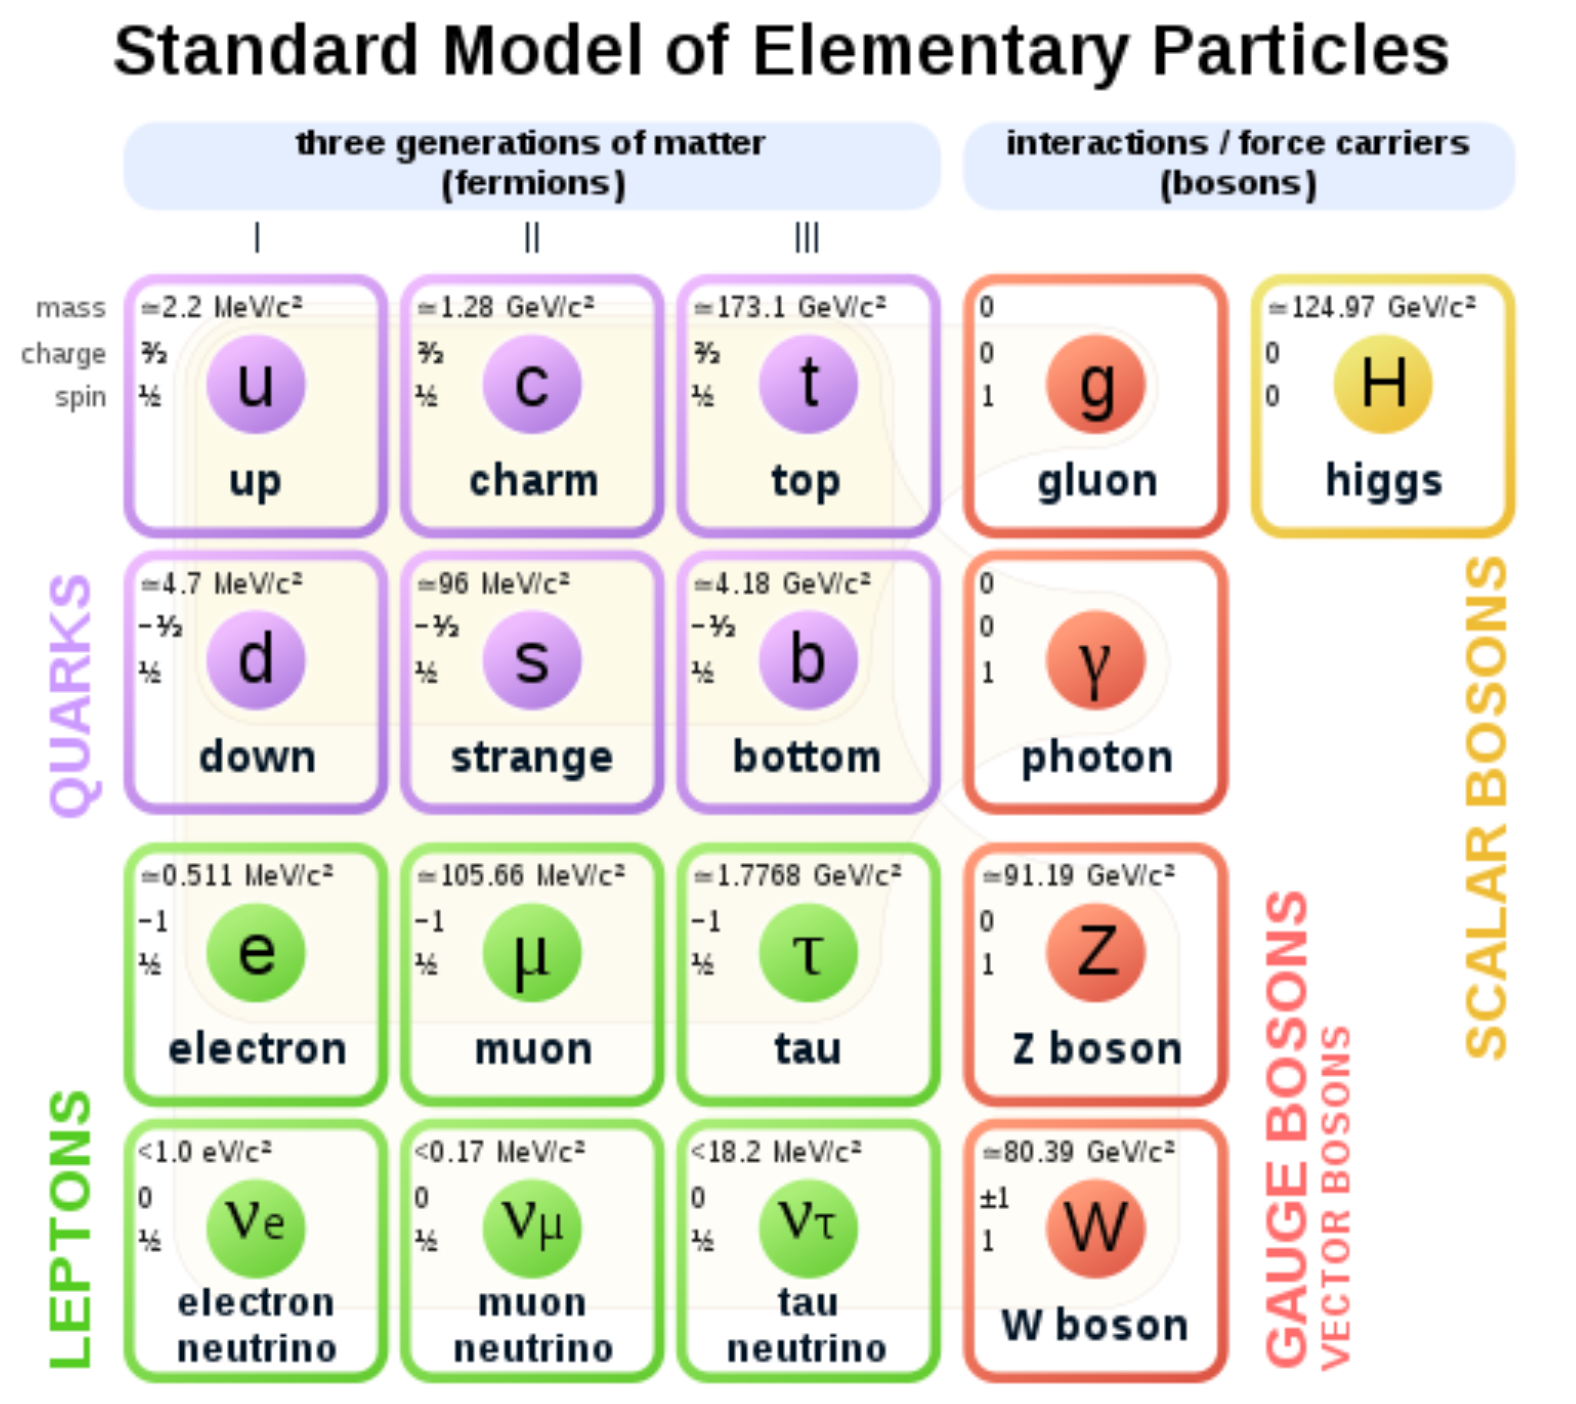 Standard Model of Elementary Particles
three generations of matter
(fermions)
interactions / force carriers
(bosons)
I II III
mass
charge
spin
≃2.2 MeV/c²
⅔
½
u
up
≃1.28 GeV/c²
⅔
½
c
charm
≃173.1 GeV/c²
⅔
½
t
top
0
0
1
g
gluon
≃124.97 GeV/c²
0
0
H
higgs
QUARKS
≃4.7 MeV/c²
−⅓
½
d
down
≃96 MeV/c²
−⅓
½
s
strange
≃4.18 GeV/c²
−⅓
½
b
bottom
0
0
1
γ
photon
SCALAR BOSONS
≃0.511 MeV/c²
−1
½
e
electron
≃105.66 MeV/c²
−1
½
μ
muon
≃1.7768 GeV/c²
−1
½
τ
tau
≃91.19 GeV/c²
0
1
Z
Z boson
LEPTONS
<1.0 eV/c²
0
½
νe
electron
neutrino
<0.17 MeV/c²
0
½
νμ
muon
neutrino
<18.2 MeV/c²
0
½
ντ
tau
neutrino
≃80.39 GeV/c²
±1
1
W
W boson
GAUGE BOSONS
VECTOR BOSONS